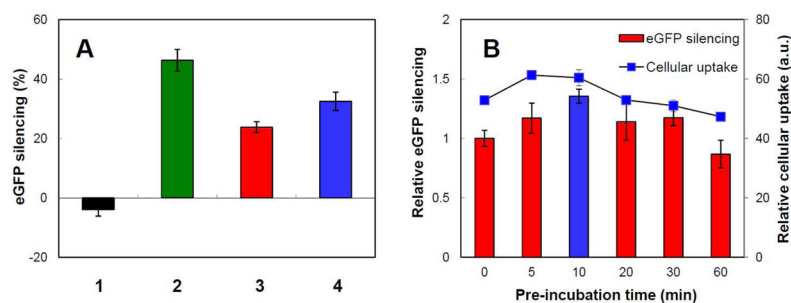 A
eGFP silencing (%)
60
40
20
0
-20
1 2 3 4
B
eGFP silencing
Cellular uptake
Relative eGFP silencing
2
1.5
1
0.5
0
Relative cellular uptake (a.u.)
80
60
40
20
0
0 5 10 20 30 60
Pre-incubation time (min)